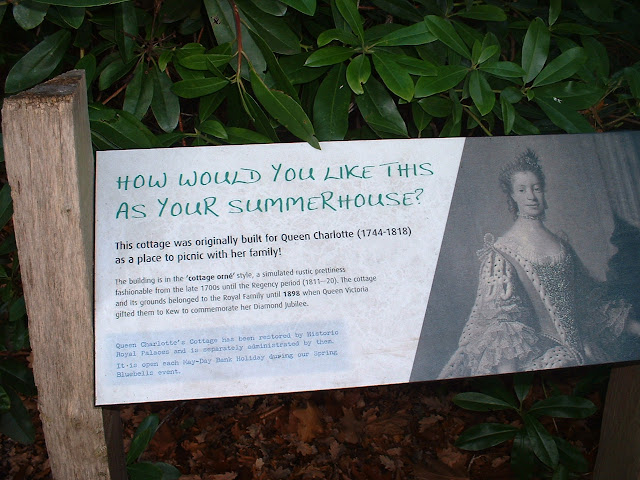 HOW WOULD YOU LIKE THIS
AS YOUR SUMMERHOUSE?
This cottage was originally built for Queen Charlotte (1744-1818)
as a place to picnic with her family!
The building is in the 'cottage orné' style, a simulated rustic prettiness
fashionable from the late 1700s until the Regency period (1811–20). The cottage
and its grounds belonged to the Royal Family until 1898 when Queen Victoria
gifted them to Kew to commemorate her Diamond Jubilee.
Queen Charlotte's Cottage has been restored by Historic
Royal Palaces and is separately administrated by them.
It is open each May-Day Bank Holiday during our Spring
Bluebells event.